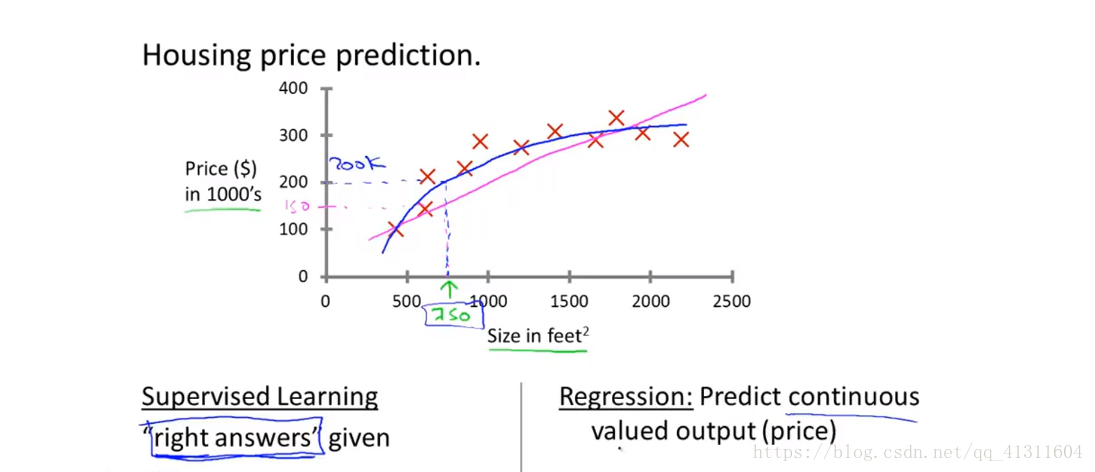 Housing price prediction.
400
300
200K
Price ($)
200
in 1000's
150
100
0
0 500 1000 1500 2000 2500
750
Size in feet²
Supervised Learning
"right answers" given
Regression: Predict continuous
valued output (price)
https://blog.csdn.net/qq_41311604